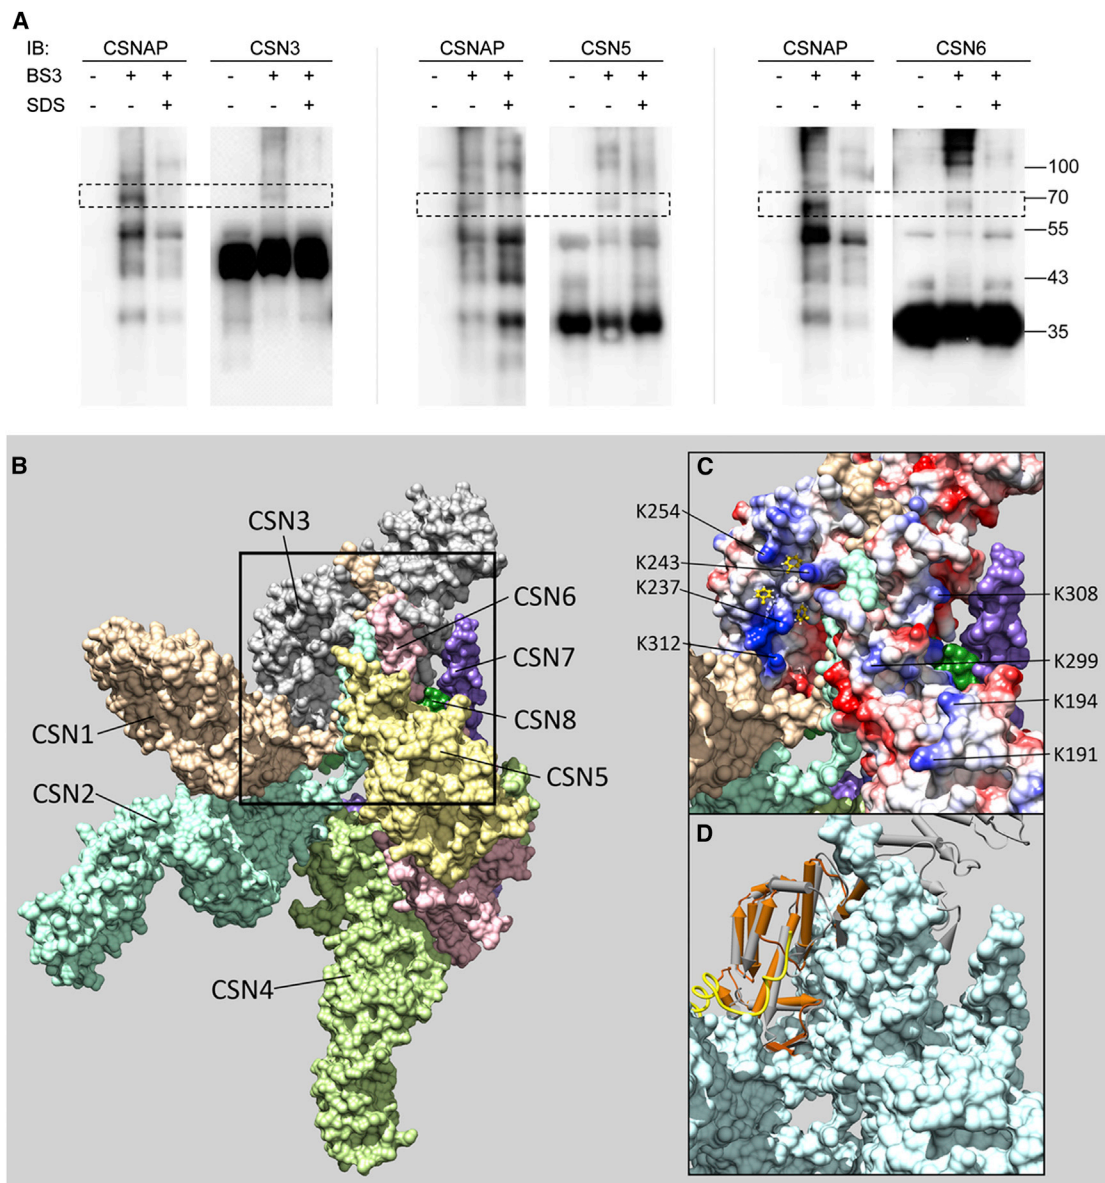 A
IB: CSNAP CSN3 CSNAP CSN5 CSNAP CSN6
BS3 - + + - + + - + + - + + - + + - + +
SDS - - + - - + - - + - - + - - + - - +
100
70
55
43
35
B
CSN3
CSN6
CSN7
CSN8
CSN1
CSN5
CSN2
CSN4
C
K254
K243
K237
K308
K312
K299
K194
K191
D